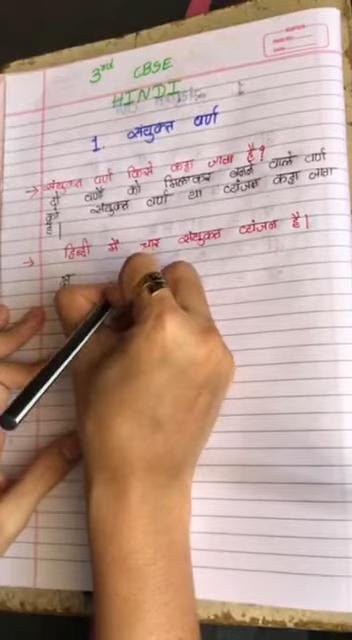 3rd CBSE
HINDI
1. संयुक्त वर्ण
→ संयुक्त वर्ण किसे कहा जाता है?
दो वर्णों को मिलाकर बनने वाले वर्ण
को संयुक्त वर्ण या व्यंजन कहा जाता
है।
→ हिन्दी में चार संयुक्त व्यंजन है।